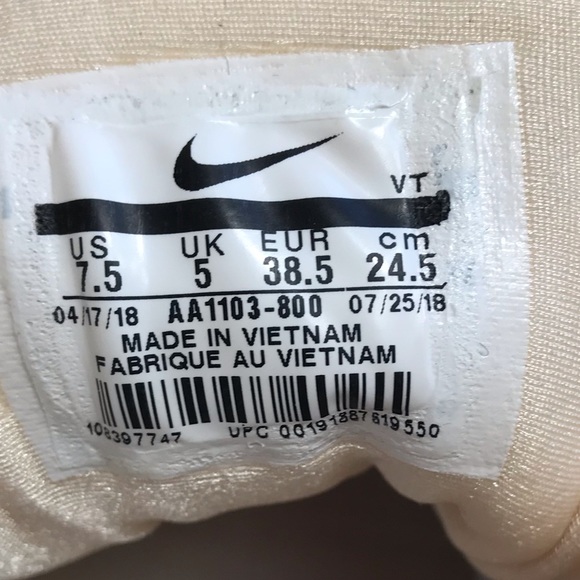 VT
US UK EUR cm
7.5 5 38.5 24.5
04/17/18 AA1103-800 07/25/18
MADE IN VIETNAM
FABRIQUE AU VIETNAM
108397747 UPC 00191887619550